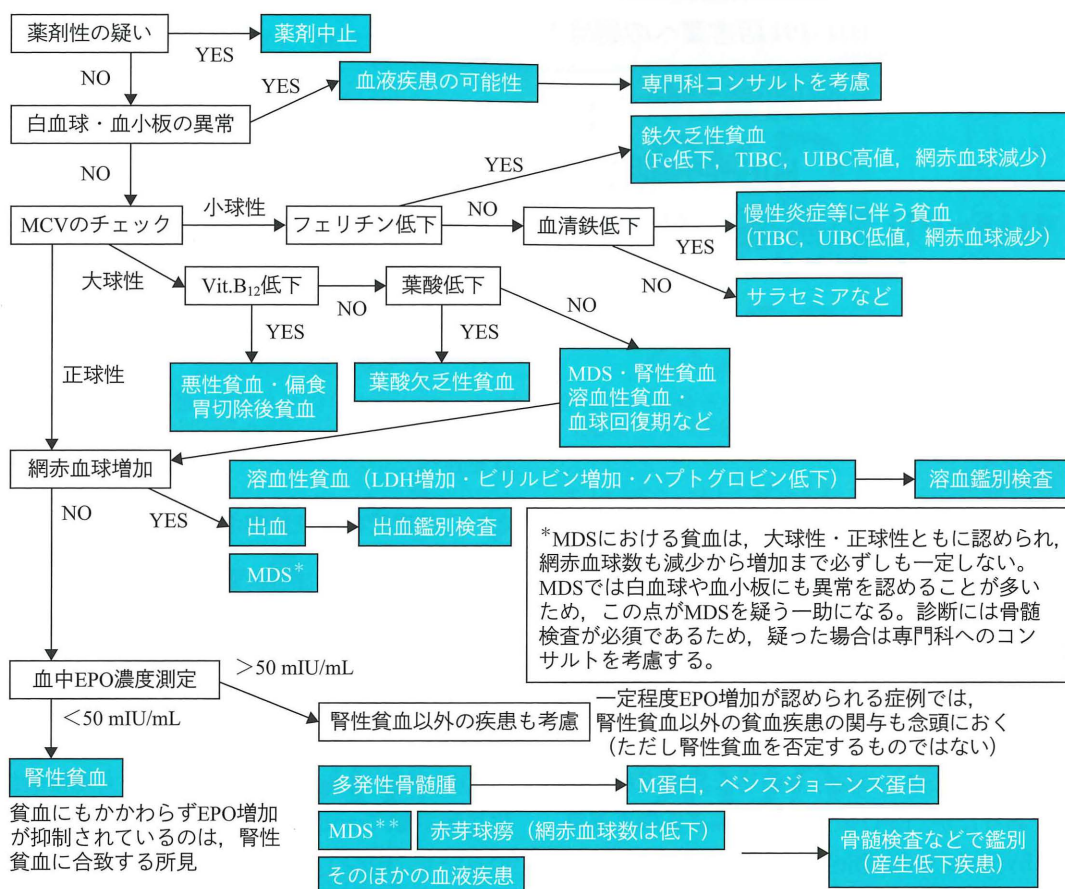 薬剤性の疑い
YES
薬剤中止
NO
YES
血液疾患の可能性
専門科コンサルトを考慮
白血球・血小板の異常
NO
鉄欠乏性貧血
(Fe低下，TIBC，UIBC高値，網赤血球減少)
YES
MCVのチェック
小球性
フェリチン低下
NO
血清鉄低下
YES
慢性炎症等に伴う貧血
(TIBC，UIBC低値，網赤血球減少)
NO
サラセミアなど
大球性
Vit.B12低下
NO
葉酸低下
NO
YES
YES
悪性貧血・偏食
胃切除後貧血
葉酸欠乏性貧血
MDS・腎性貧血
溶血性貧血・
血球回復期など
正球性
網赤血球増加
NO
YES
溶血性貧血（LDH増加・ビリルビン増加・ハプトグロビン低下）
溶血鑑別検査
出血
出血鑑別検査
MDS*
*MDSにおける貧血は，大球性・正球性ともに認められ，
網赤血球数も減少から増加まで必ずしも一定しない。
MDSでは白血球や血小板にも異常を認めることが多い
ため，この点がMDSを疑う一助になる。診断には骨髄
検査が必須であるため，疑った場合は専門科へのコン
サルトを考慮する。
血中EPO濃度測定
＞50 mIU/mL
＜50 mIU/mL
腎性貧血以外の疾患も考慮
一定程度EPO増加が認められる症例では，
腎性貧血以外の貧血疾患の関与も念頭におく
（ただし腎性貧血を否定するものではない）
腎性貧血
貧血にもかかわらずEPO増加
が抑制されているのは，腎性
貧血に合致する所見
多発性骨髄腫
M蛋白，ベンスジョーンズ蛋白
MDS**
赤芽球癆（網赤血球数は低下）
そのほかの血液疾患
骨髄検査などで鑑別
（産生低下疾患）